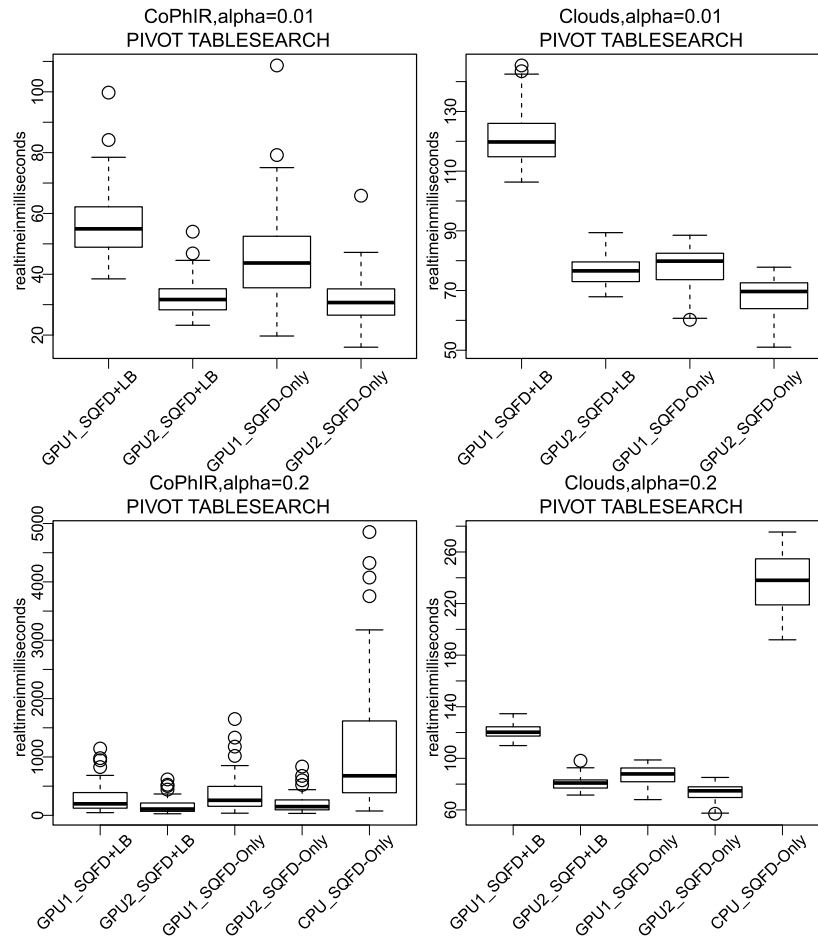 CoPhIR,alpha=0.01
PIVOT TABLESEARCH
realtimeinmilliseconds
100
80
60
40
20
GPU1_SQFD+LB
GPU2_SQFD+LB
GPU1_SQFD-Only
GPU2_SQFD-Only
Clouds,alpha=0.01
PIVOT TABLESEARCH
realtimeinmilliseconds
130
110
90
70
50
GPU1_SQFD+LB
GPU2_SQFD+LB
GPU1_SQFD-Only
GPU2_SQFD-Only
CoPhIR,alpha=0.2
PIVOT TABLESEARCH
realtimeinmilliseconds
5000
4000
3000
2000
1000
0
GPU1_SQFD+LB
GPU2_SQFD+LB
GPU1_SQFD-Only
GPU2_SQFD-Only
CPU_SQFD-Only
Clouds,alpha=0.2
PIVOT TABLESEARCH
realtimeinmilliseconds
260
220
180
140
100
60
GPU1_SQFD+LB
GPU2_SQFD+LB
GPU1_SQFD-Only
GPU2_SQFD-Only
CPU_SQFD-Only